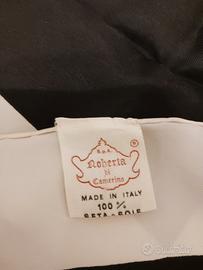 S.p.A.
Roberta
di
Camerino
®
MADE IN ITALY
100 %
SETA - SOIE